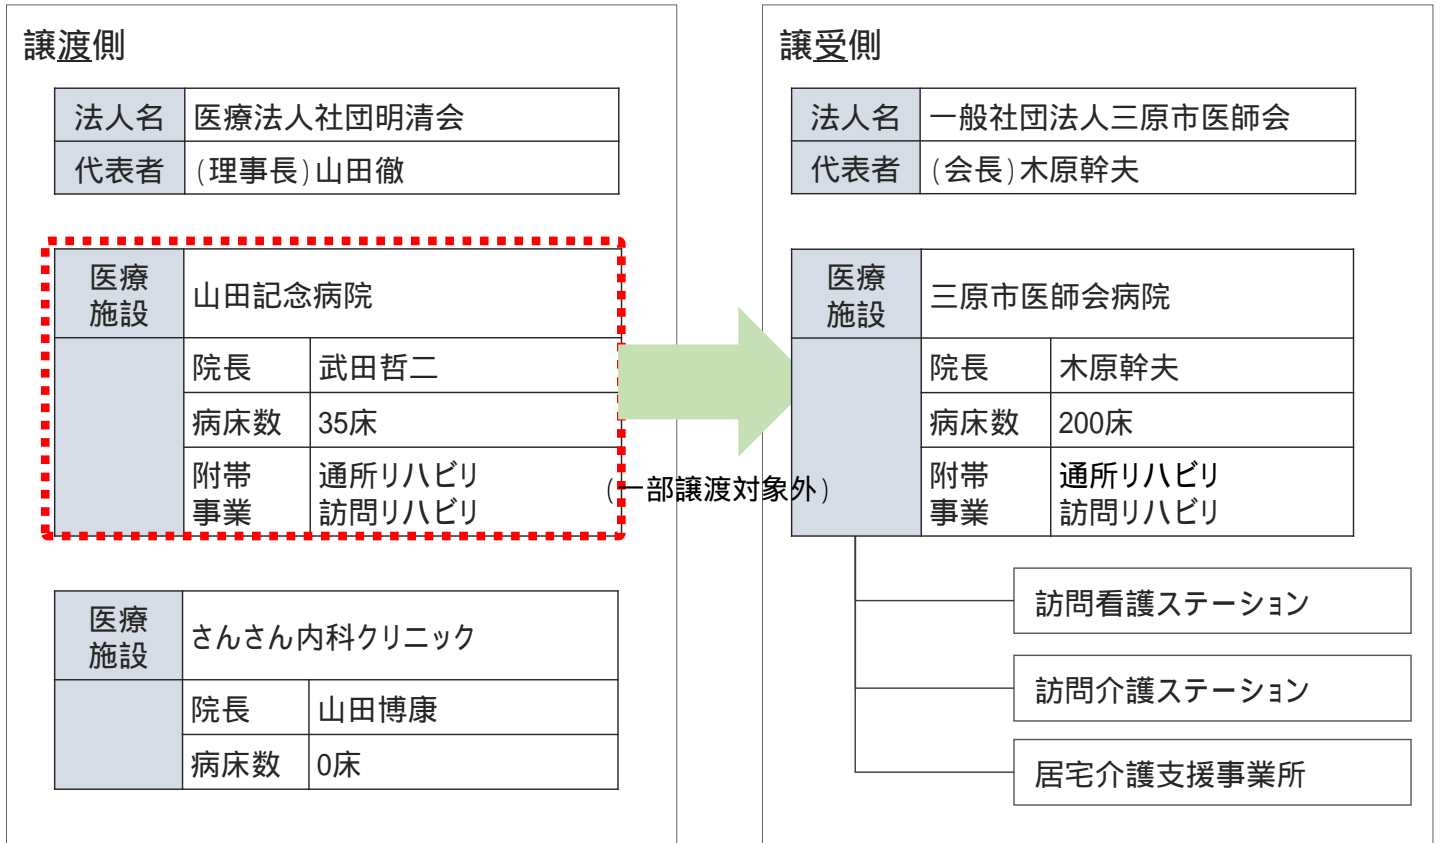 譲渡側
法人名 医療法人社団明清会
代表者 (理事長)山田徹
医療
施設
山田記念病院
院長 武田哲二
病床数 35床
附帯
事業
通所リハビリ
訪問リハビリ
医療
施設
さんさん内科クリニック
院長 山田博康
病床数 0床
(一部譲渡対象外)
譲受側
法人名 一般社団法人三原市医師会
代表者 (会長)木原幹夫
医療
施設
三原市医師会病院
院長 木原幹夫
病床数 200床
附帯
事業
通所リハビリ
訪問リハビリ
訪問看護ステーション
訪問介護ステーション
居宅介護支援事業所